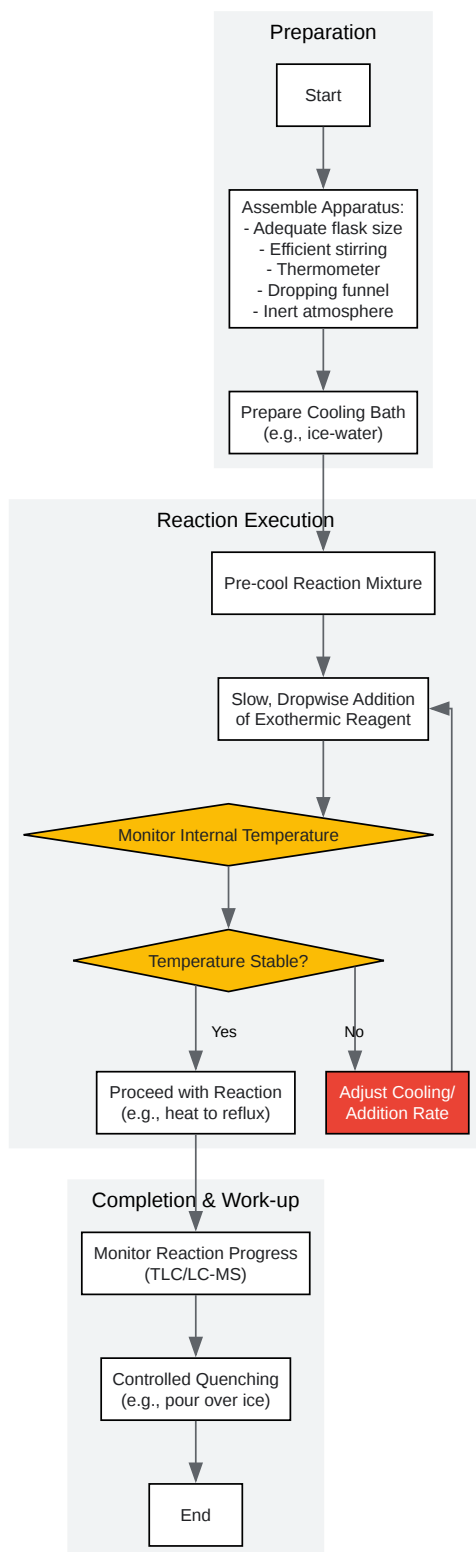 Preparation
Start
Assemble Apparatus:
- Adequate flask size
- Efficient stirring
- Thermometer
- Dropping funnel
- Inert atmosphere
Prepare Cooling Bath
(e.g., ice-water)
Reaction Execution
Pre-cool Reaction Mixture
Slow, Dropwise Addition
of Exothermic Reagent
Monitor Internal Temperature
Temperature Stable?
Yes
No
Proceed with Reaction
(e.g., heat to reflux)
Adjust Cooling/
Addition Rate
Completion & Work-up
Monitor Reaction Progress
(TLC/LC-MS)
Controlled Quenching
(e.g., pour over ice)
End